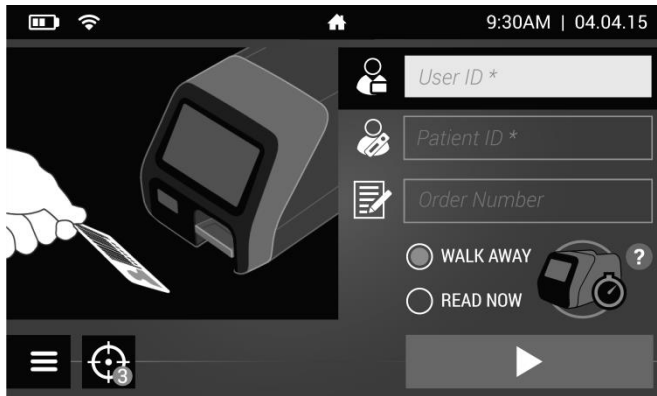 9:30AM | 04.04.15
User ID *
Patient ID *
Order Number
WALK AWAY
?
READ NOW
3